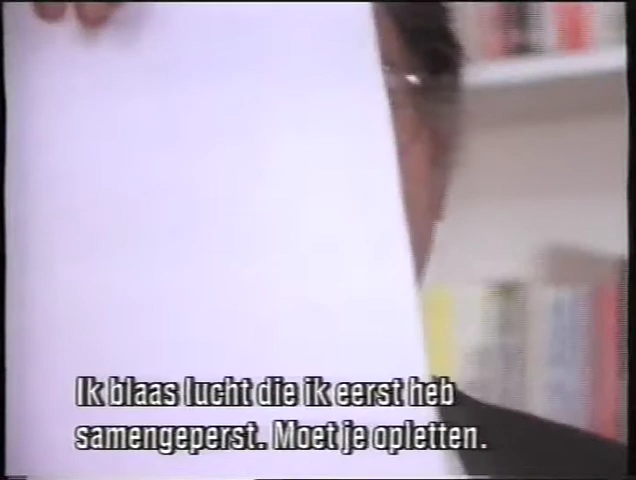 Ik blaas lucht die ik eerst heb
samengeperst. Moet je opletten.